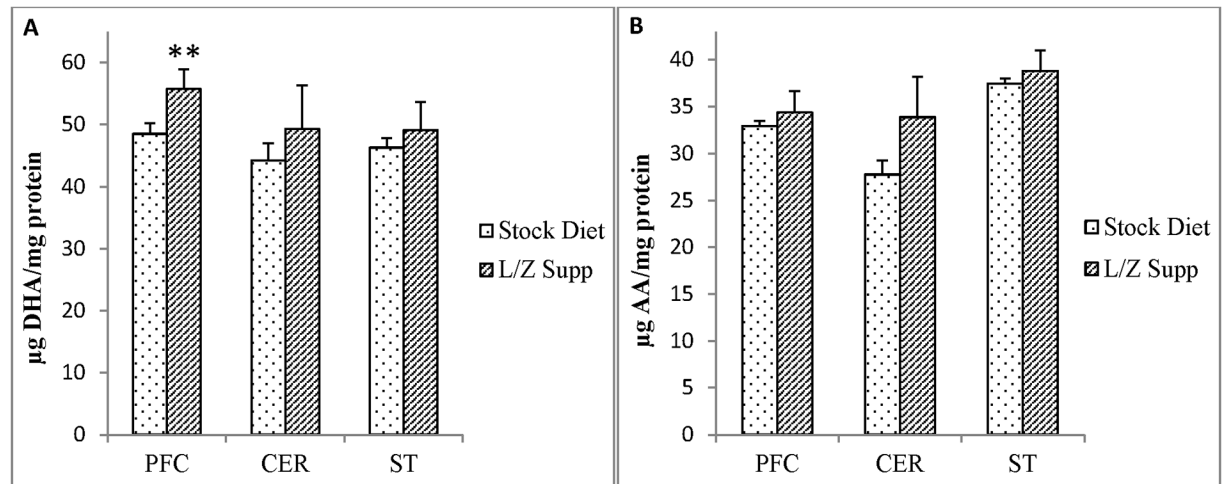 A
**
60
50
40
30
20
10
0
µg DHA/mg protein
PFC CER ST
Stock Diet
L/Z Supp
B
40
35
30
25
20
15
10
5
0
µg AA/mg protein
PFC CER ST
Stock Diet
L/Z Supp